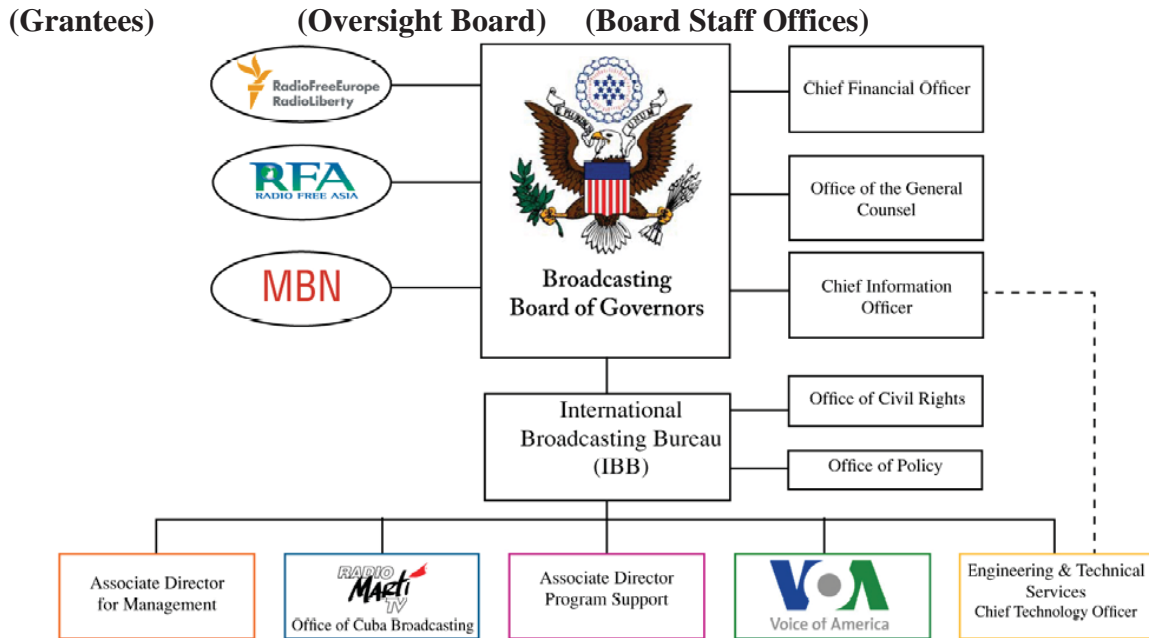 (Grantees) (Oversight Board) (Board Staff Offices)
RadioFreeEurope
RadioLiberty
RFA
RADIO FREE ASIA
MBN
E PLURIBUS UNUM
Broadcasting
Board of Governors
Chief Financial Officer
Office of the General
Counsel
Chief Information
Officer
International
Broadcasting Bureau
(IBB)
Office of Civil Rights
Office of Policy
Associate Director
for Management
RADIO
Martí
TV
Office of Cuba Broadcasting
Associate Director
Program Support
VOA
Voice of America
Engineering & Technical
Services
Chief Technology Officer